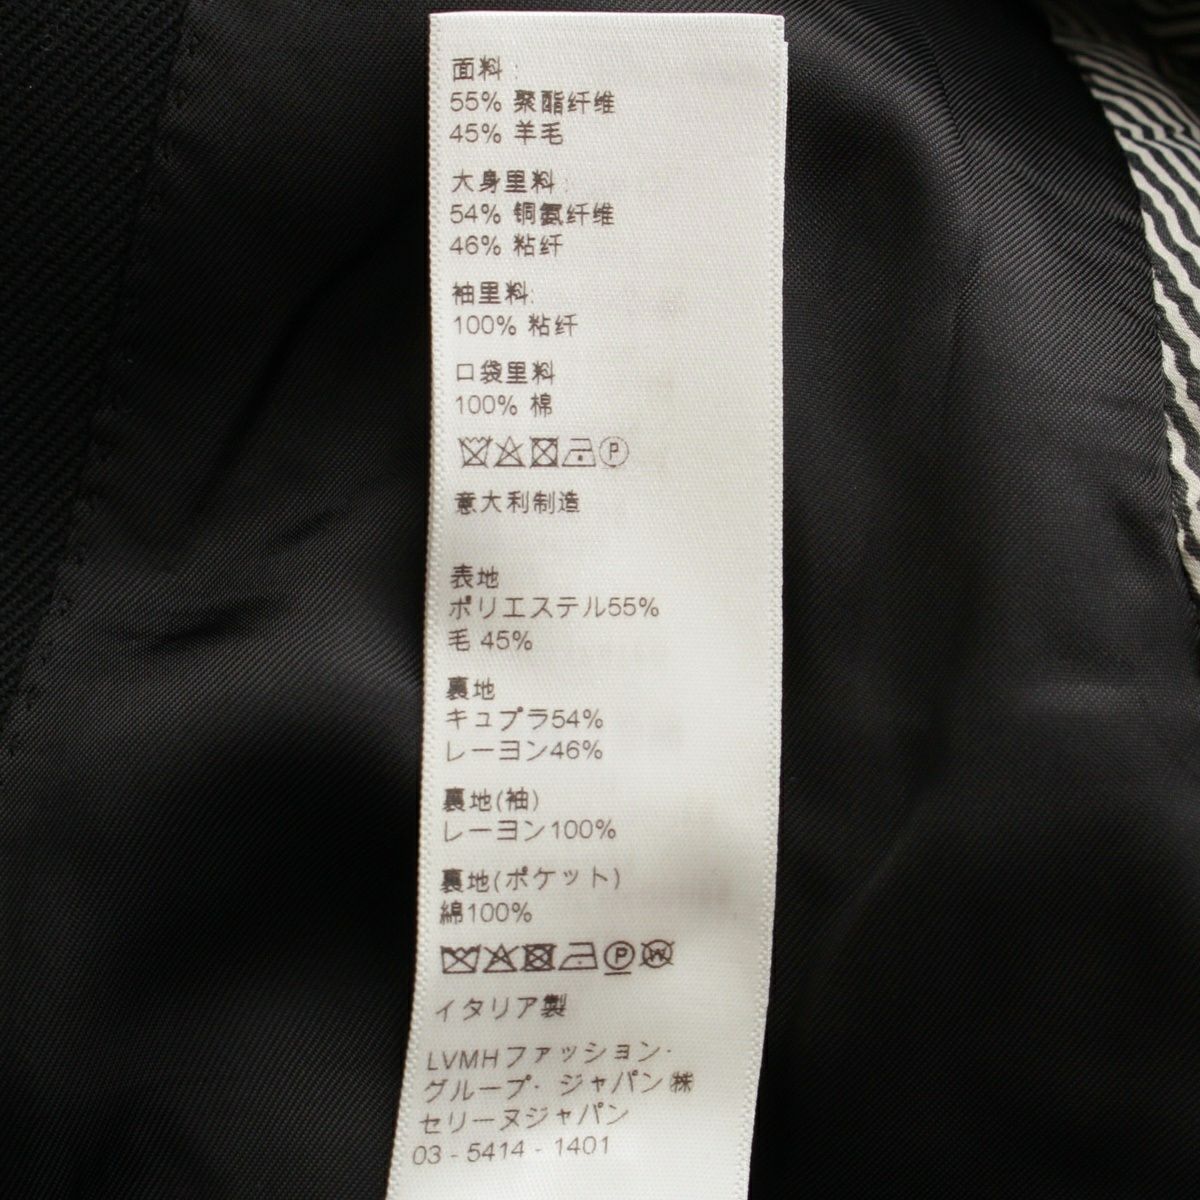 面料:
55% 聚酯纤维
45% 羊毛
大身里料:
54% 铜氨纤维
46% 粘纤
袖里料:
100% 粘纤
口袋里料
100% 棉
P
意大利制造
表地
ポリエステル55%
毛 45%
裏地
キュプラ54%
レーヨン46%
裏地(袖)
レーヨン100%
裏地(ポケット)
綿100%
P W
イタリア製
LVMHファッション·
グループ· ジャパン㈱
セリーヌジャパン
03 - 5414 - 1401